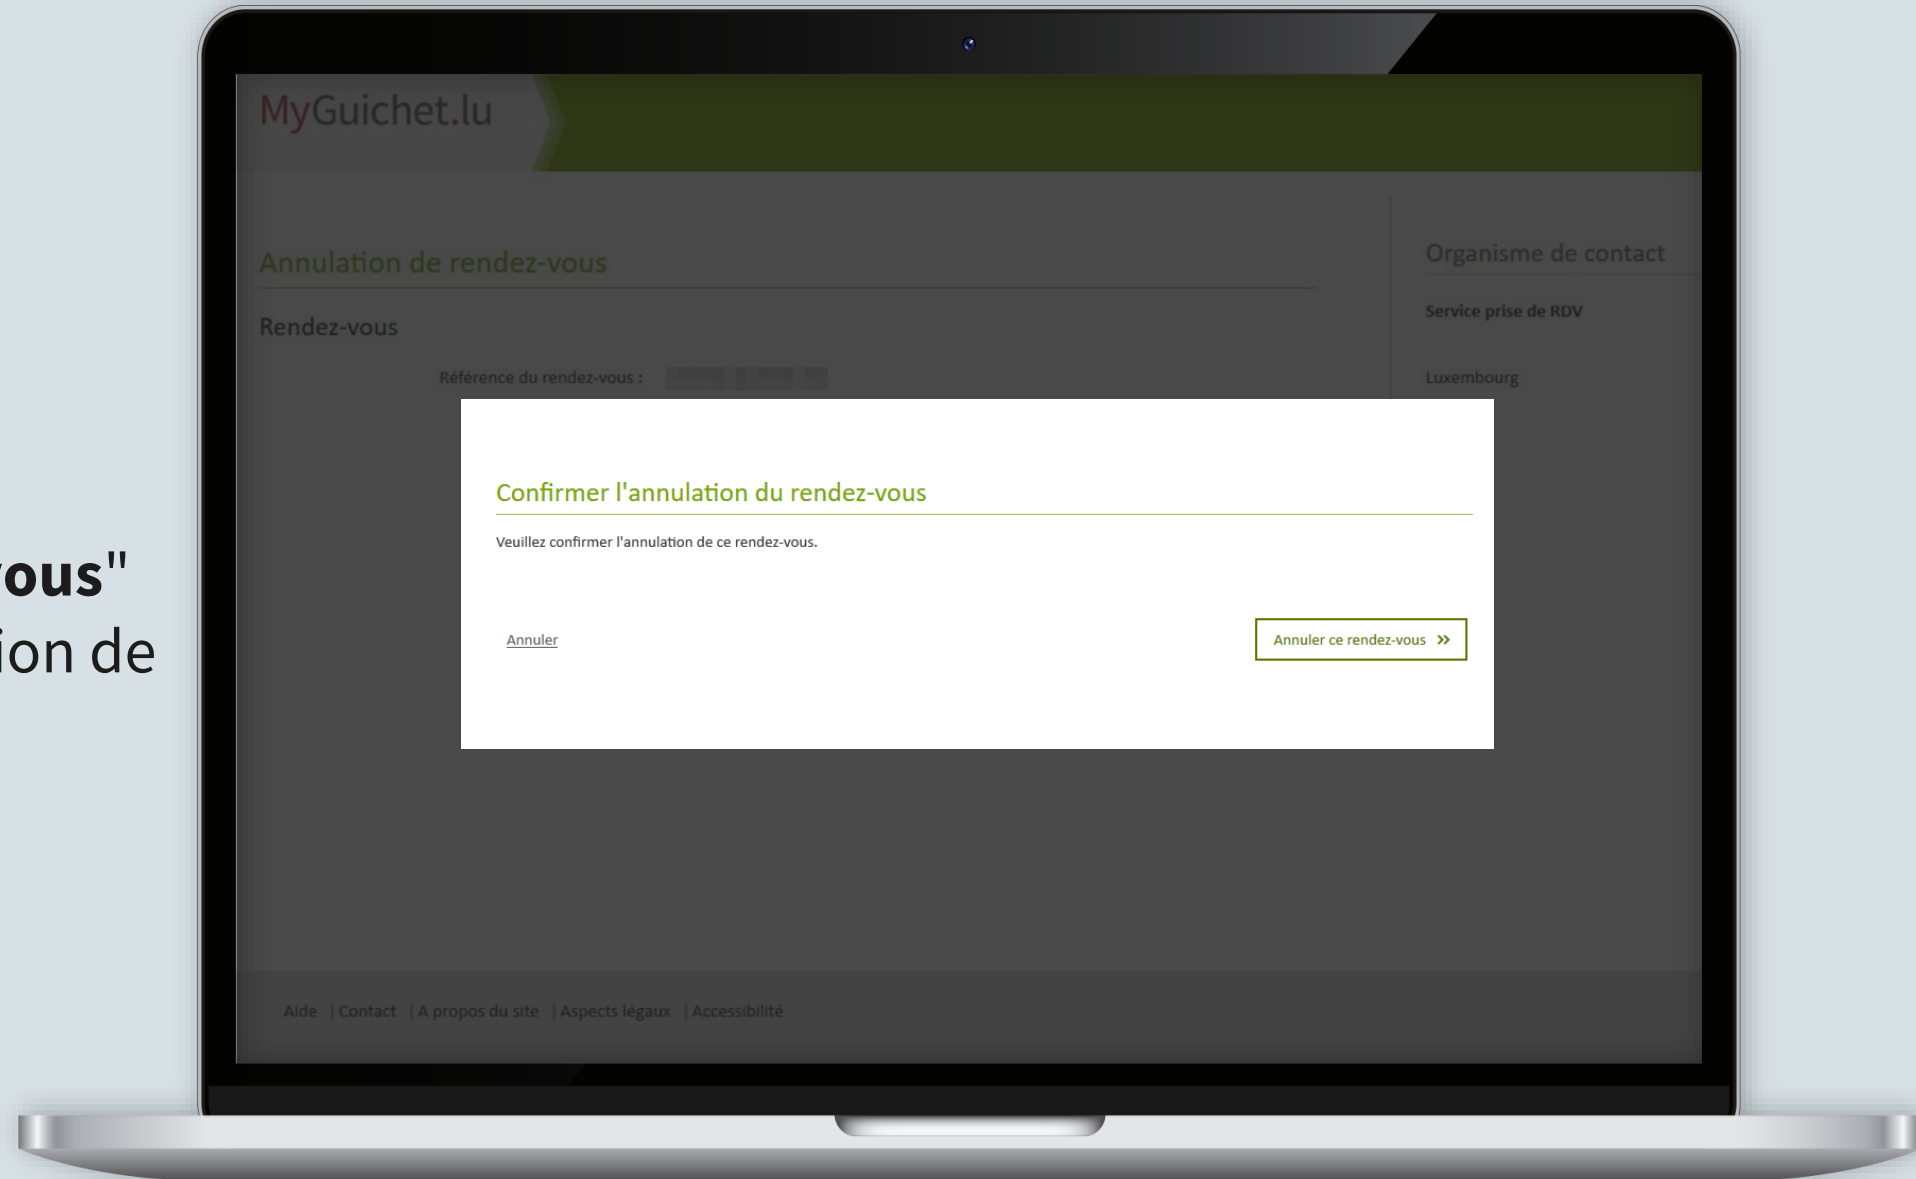 vous"
ion de
MyGuichet.lu
Annulation de rendez-vous
Rendez-vous
Référence du rendez-vous :
Organisme de contact
Service prise de RDV
Luxembourg
Confirmer l'annulation du rendez-vous
Veuillez confirmer l'annulation de ce rendez-vous.
Annuler
Annuler ce rendez-vous »
Aide | Contact | A propos du site | Aspects légaux | Accessibilité